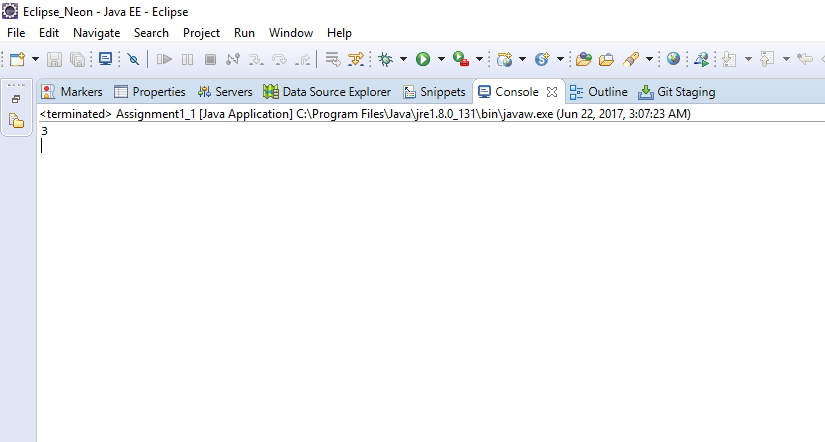 Eclipse_Neon - Java EE - Eclipse
File Edit Navigate Search Project Run Window Help
Markers Properties Servers Data Source Explorer Snippets Console Outline Git Staging
<terminated> Assignment1_1 [Java Application] C:\Program Files\Java\jre1.8.0_131\bin\javaw.exe (Jun 22, 2017, 3:07:23 AM)
3